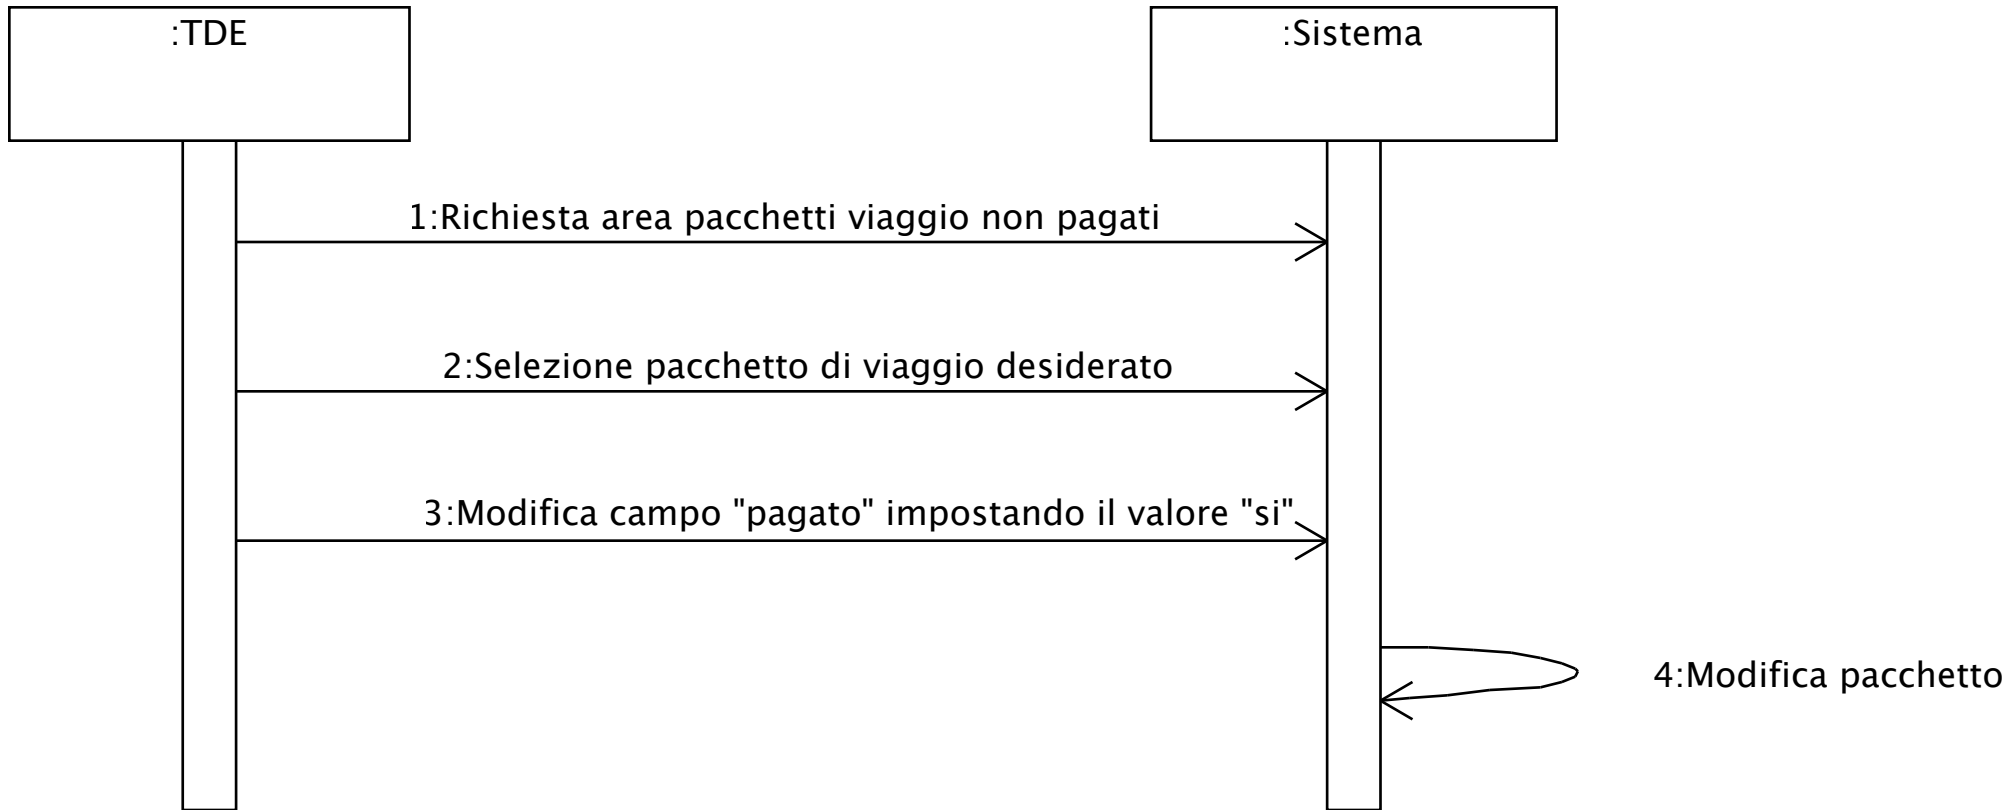 :TDE
:Sistema
1:Richiesta area pacchetti viaggio non pagati
2:Selezione pacchetto di viaggio desiderato
3:Modifica campo "pagato" impostando il valore "si"
4:Modifica pacchetto